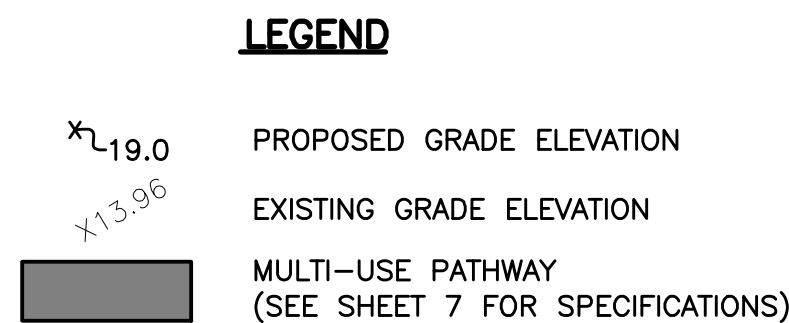 LEGEND
X 19.0 PROPOSED GRADE ELEVATION
X13.96 EXISTING GRADE ELEVATION
MULTI-USE PATHWAY
(SEE SHEET 7 FOR SPECIFICATIONS)